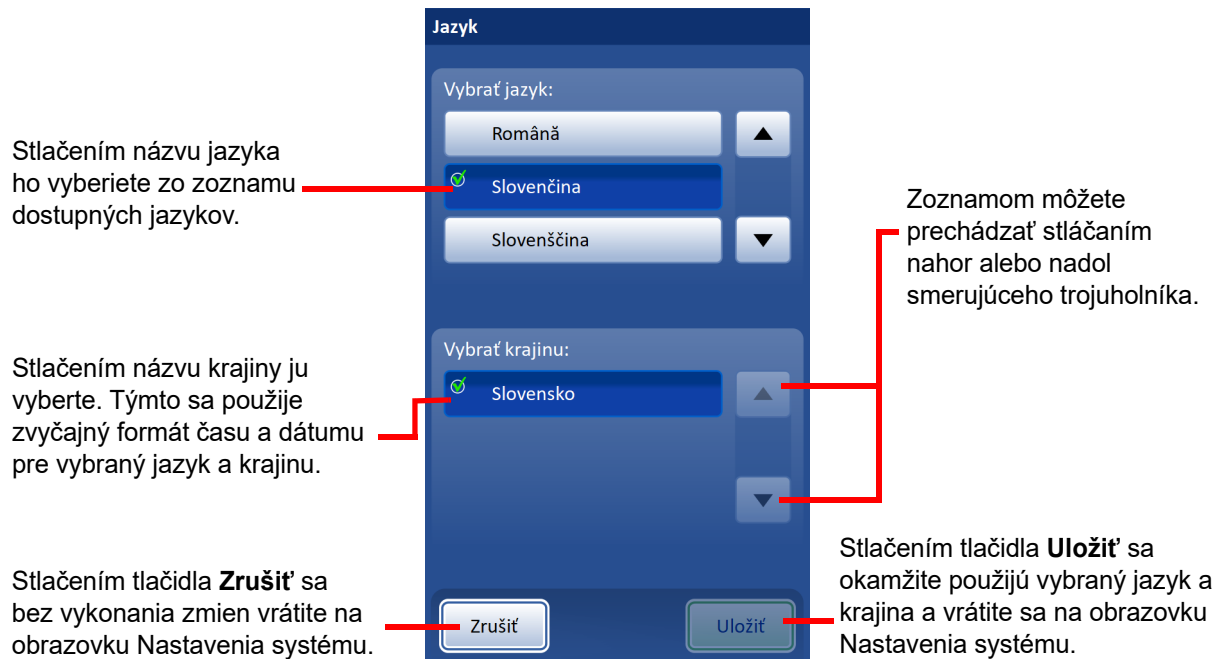 Jazyk
Vybrať jazyk:
Română
Slovenčina
Slovenščina
Vybrať krajinu:
Slovensko
Zrušiť
Uložiť
Stlačením názvu jazyka
ho vyberiete zo zoznamu
dostupných jazykov.
Stlačením názvu krajiny ju
vyberte. Týmto sa použije
zvyčajný formát času a dátumu
pre vybraný jazyk a krajinu.
Stlačením tlačidla Zrušiť sa
bez vykonania zmien vrátite na
obrazovku Nastavenia systému.
Zoznamom môžete
prechádzať stláčaním
nahor alebo nadol
smerujúceho trojuholníka.
Stlačením tlačidla Uložiť sa
okamžite použijú vybraný jazyk a
krajina a vrátite sa na obrazovku
Nastavenia systému.